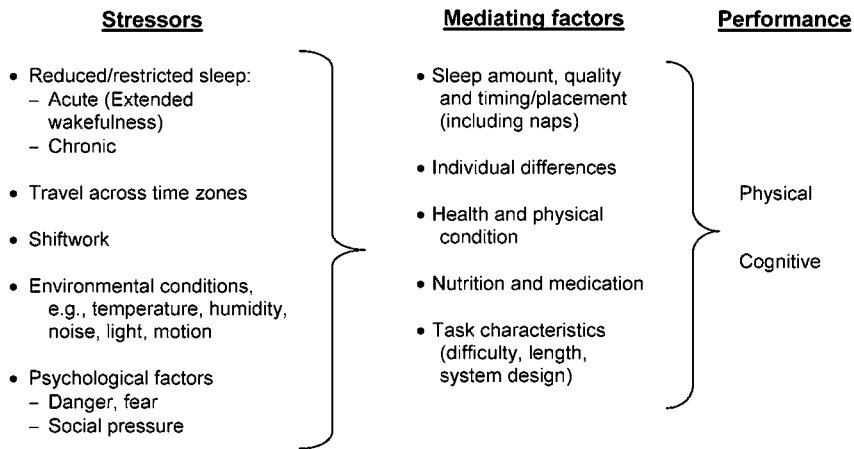 Stressors
• Reduced/restricted sleep:
– Acute (Extended
wakefulness)
– Chronic
• Travel across time zones
• Shiftwork
• Environmental conditions,
e.g., temperature, humidity,
noise, light, motion
• Psychological factors
– Danger, fear
– Social pressure
Mediating factors
• Sleep amount, quality
and timing/placement
(including naps)
• Individual differences
• Health and physical
condition
• Nutrition and medication
• Task characteristics
(difficulty, length,
system design)
Performance
Physical
Cognitive